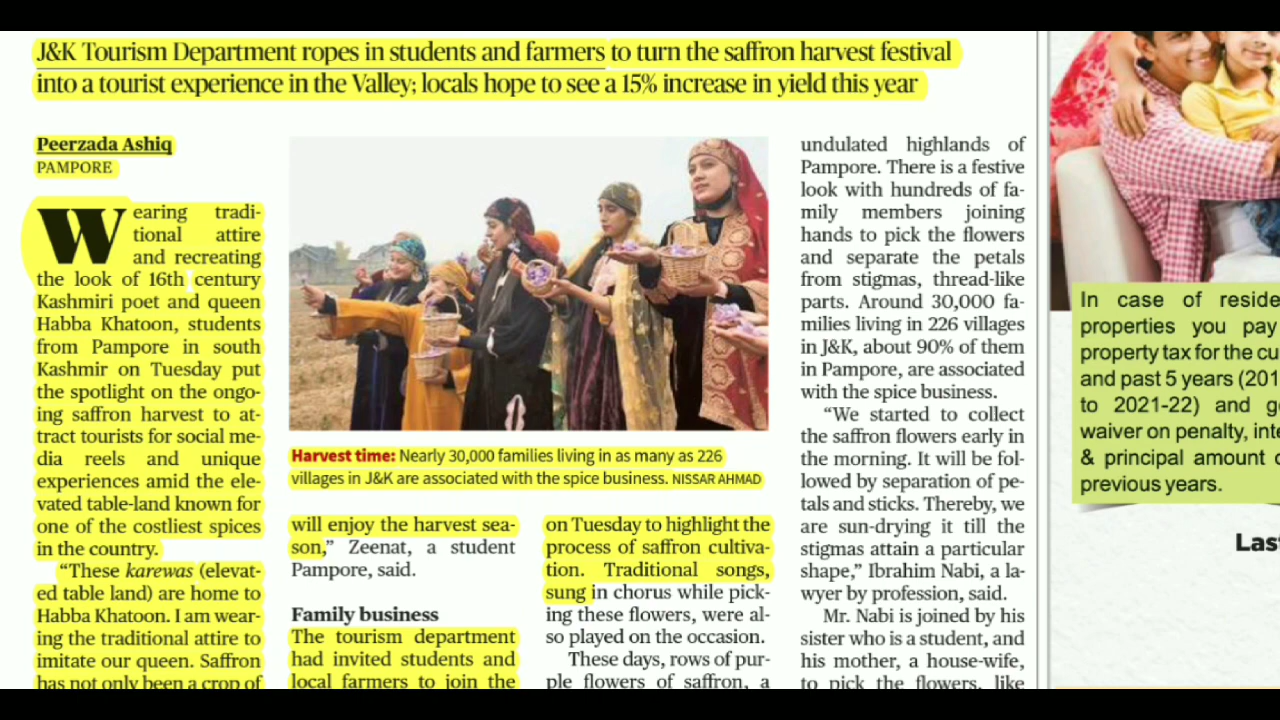 J&K Tourism Department ropes in students and farmers to turn the saffron harvest festival
into a tourist experience in the Valley; locals hope to see a 15% increase in yield this year
Peerzada Ashiq
PAMPORE
Wearing tradi-
tional attire
and recreating
the look of 16th century
Kashmiri poet and queen
Habba Khatoon, students
from Pampore in south
Kashmir on Tuesday put
the spotlight on the ongo-
ing saffron harvest to at-
tract tourists for social me-
dia reels and unique
experiences amid the ele-
vated table-land known for
one of the costliest spices
in the country.
“These karewas (elevat-
ed table land) are home to
Habba Khatoon. I am wear-
ing the traditional attire to
imitate our queen. Saffron
has not only been a crop of
Harvest time: Nearly 30,000 families living in as many as 226
villages in J&K are associated with the spice business. NISSAR AHMAD
will enjoy the harvest sea-
son,” Zeenat, a student
Pampore, said.
Family business
The tourism department
had invited students and
local farmers to join the
on Tuesday to highlight the
process of saffron cultiva-
tion. Traditional songs,
sung in chorus while pick-
ing these flowers, were al-
so played on the occasion.
These days, rows of pur-
ple flowers of saffron, a
undulated highlands of
Pampore. There is a festive
look with hundreds of fa-
mily members joining
hands to pick the flowers
and separate the petals
from stigmas, thread-like
parts. Around 30,000 fa-
milies living in 226 villages
in J&K, about 90% of them
in Pampore, are associated
with the spice business.
“We started to collect
the saffron flowers early in
the morning. It will be fol-
lowed by separation of pe-
tals and sticks. Thereby, we
are sun-drying it till the
stigmas attain a particular
shape,” Ibrahim Nabi, a la-
wyer by profession, said.
Mr. Nabi is joined by his
sister who is a student, and
his mother, a house-wife,
to pick the flowers, like
In case of reside
properties you pay
property tax for the cu
and past 5 years (201
to 2021-22) and g
waiver on penalty, inte
& principal amount
previous years.
Las